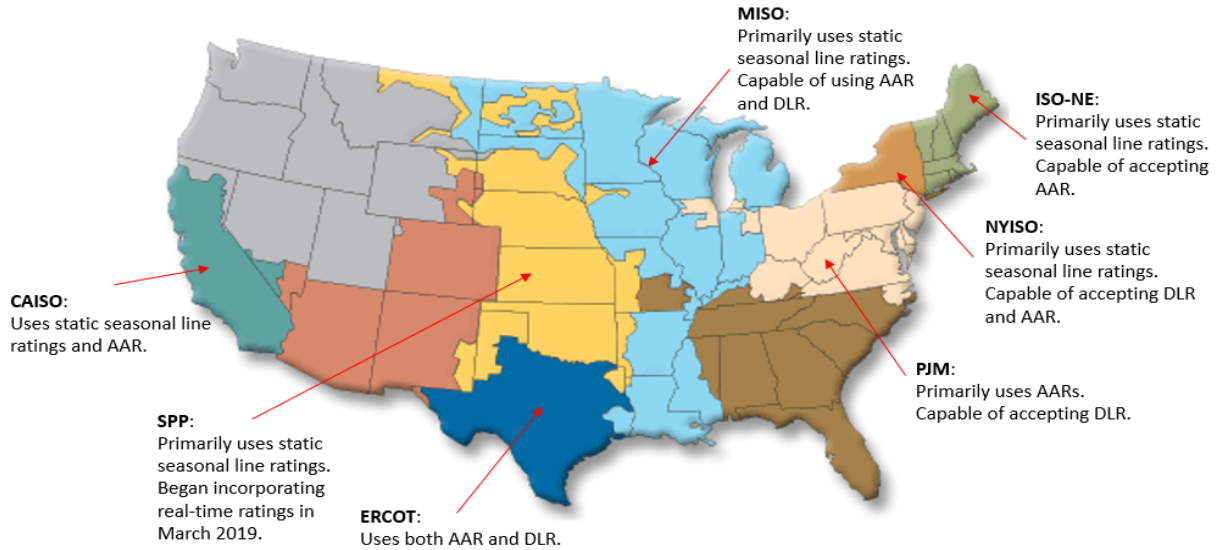 MISO:
Primarily uses static
seasonal line ratings.
Capable of using AAR
and DLR.
ISO-NE:
Primarily uses static
seasonal line ratings.
Capable of accepting
AAR.
NYISO:
Primarily uses static
seasonal line ratings.
Capable of accepting DLR
and AAR.
CAISO:
Uses static seasonal line
ratings and AAR.
PJM:
Primarily uses AARs.
Capable of accepting DLR.
SPP:
Primarily uses static
seasonal line ratings.
Began incorporating
real-time ratings in
March 2019.
ERCOT:
Uses both AAR and DLR.